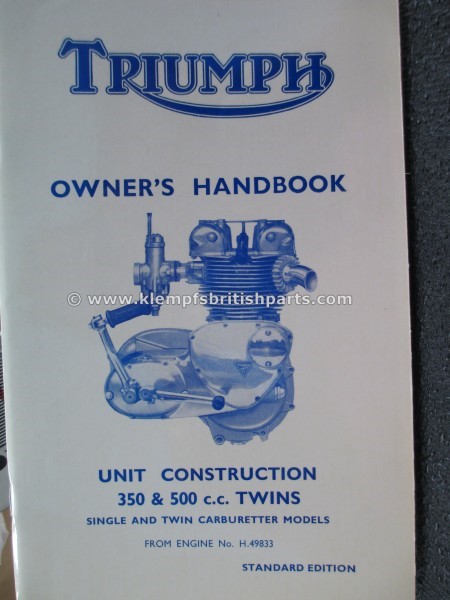 TRIUMPH
OWNER'S HANDBOOK
© www.klempfsbritishparts.com
UNIT CONSTRUCTION
350 & 500 c.c. TWINS
SINGLE AND TWIN CARBURETTER MODELS
FROM ENGINE No. H.49833
STANDARD EDITION